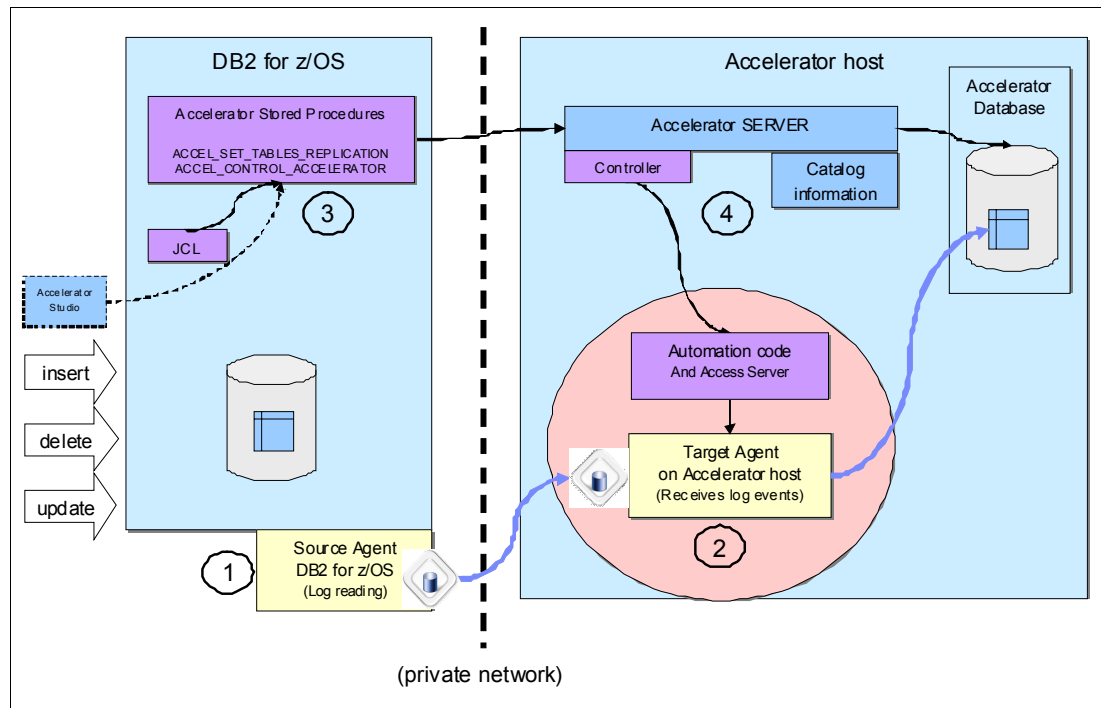 DB2 for z/OS
Accelerator Stored Procedures
ACCEL_SET_TABLES_REPLICATION
ACCEL_CONTROL_ACCELERATOR
3
JCL
Accelerator
Studio
insert
delete
update
1
Source Agent
DB2 for z/OS
(Log reading)
(private network)
Accelerator host
Accelerator SERVER
Controller
Catalog
information
4
Accelerator
Database
Automation code
And Access Server
Target Agent
on Accelerator host
(Receives log events)
2